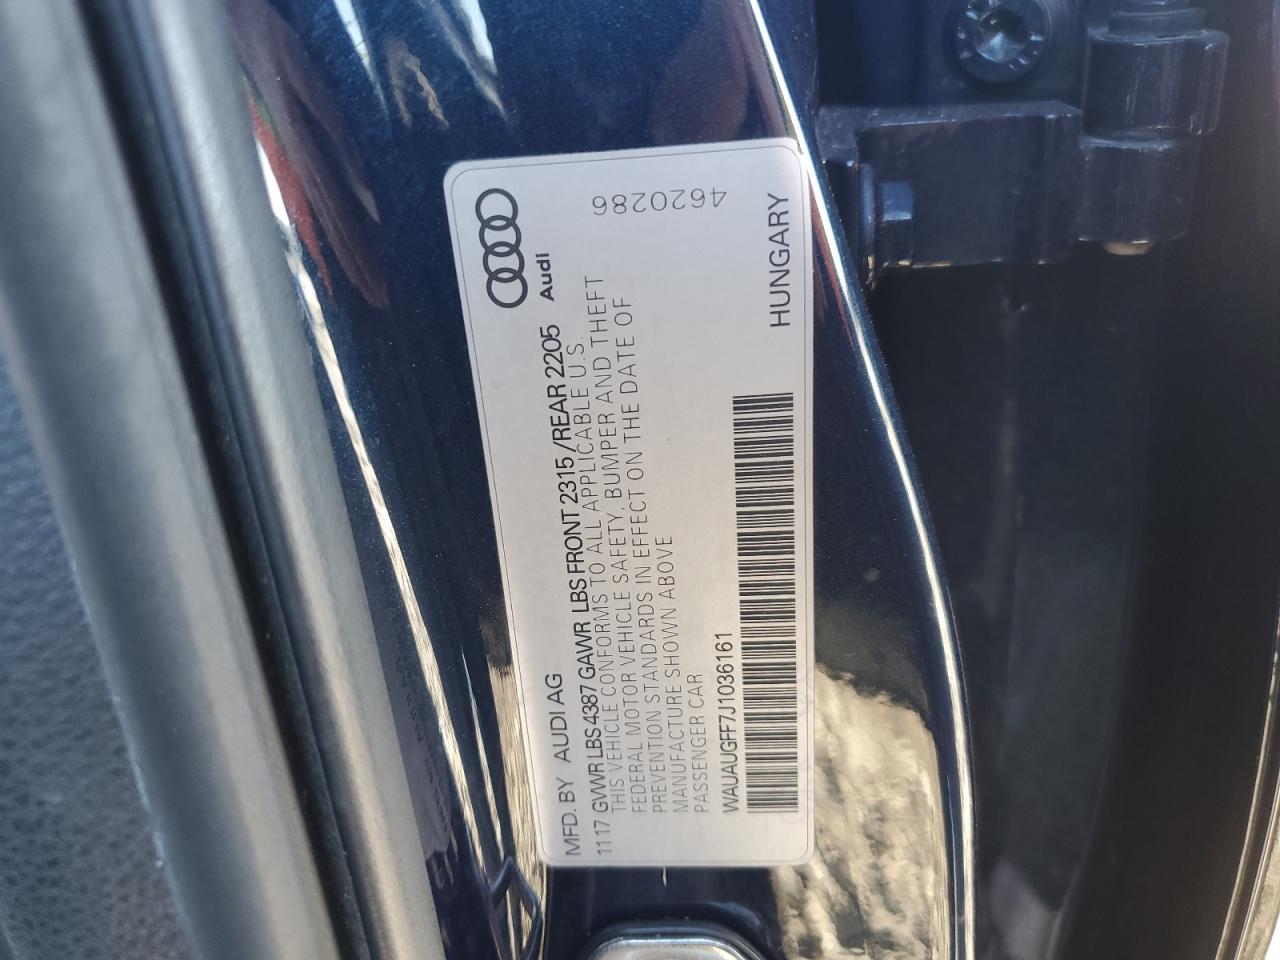 Audi
4620286
MFD. BY AUDI AG
1117 GVWR LBS 4387 GAWR LBS FRONT 2315 /REAR 2205
THIS VEHICLE CONFORMS TO ALL APPLICABLE U.S.
FEDERAL MOTOR VEHICLE SAFETY, BUMPER AND THEFT
PREVENTION STANDARDS IN EFFECT ON THE DATE OF
MANUFACTURE SHOWN ABOVE
PASSENGER CAR
WAUAUGFF7J1036161
HUNGARY